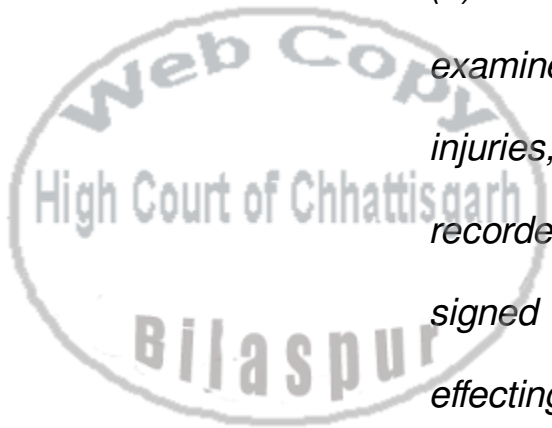 Web Copy
examine
injuries,
High Court of Chhattisgarh
recorde
signed
Bilaspur
effecting